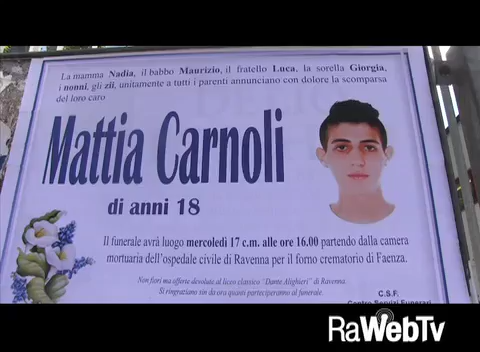 La mamma Nadia, il babbo Maurizio, il fratello Luca, la sorella Giorgia,
i nonni, gli zii, unitamente a tutti i parenti annunciano con dolore la scomparsa
del loro caro
Mattia Carnoli
di anni 18
Il funerale avrà luogo mercoledì 17 c.m. alle ore 16.00 partendo dalla camera
mortuaria dell'ospedale civile di Ravenna per il forno crematorio di Faenza.
Non fiori ma offerte devolute al liceo classico "Dante Alighieri" di Ravenna.
Si ringraziano sin da ora quanti parteciperanno al funerale.
C.S.F.
Centro Servizi Funerari
RaWebTv